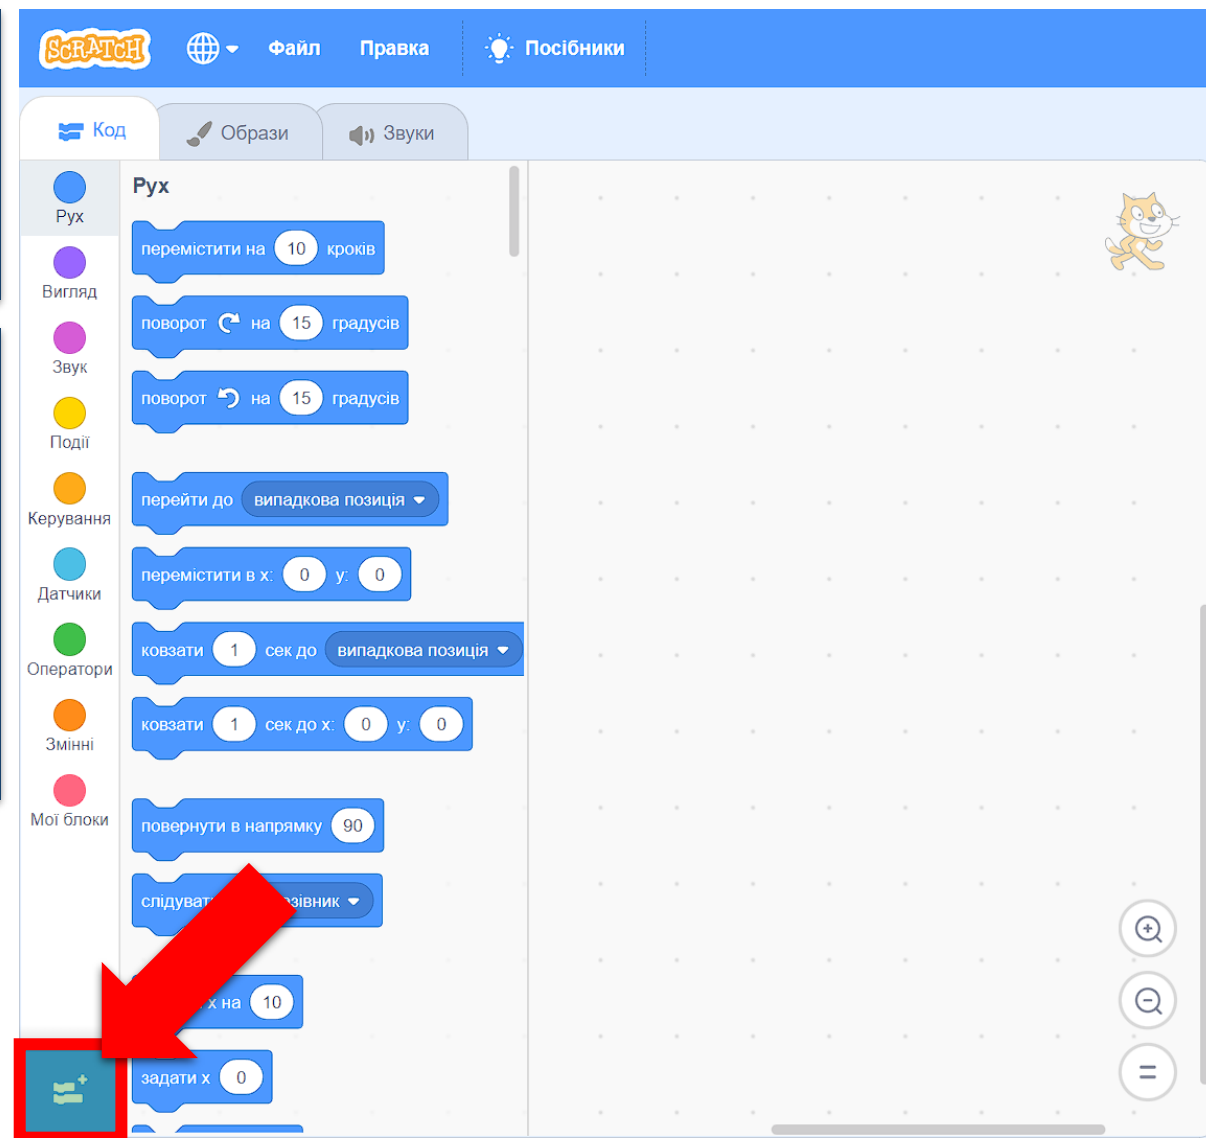 SCRATCH Файл Правка Посібники
Код Образи Звуки
Рух
Вигляд
Звук
Події
Керування
Датчики
Оператори
Змінні
Мої блоки
Рух
перемістити на 10 кроків
поворот на 15 градусів
поворот на 15 градусів
перейти до випадкова позиція
перемістити в x: 0 y: 0
ковзати 1 сек до випадкова позиція
ковзати 1 сек до x: 0 y: 0
повернути в напрямку 90
x на 10
задати x 0